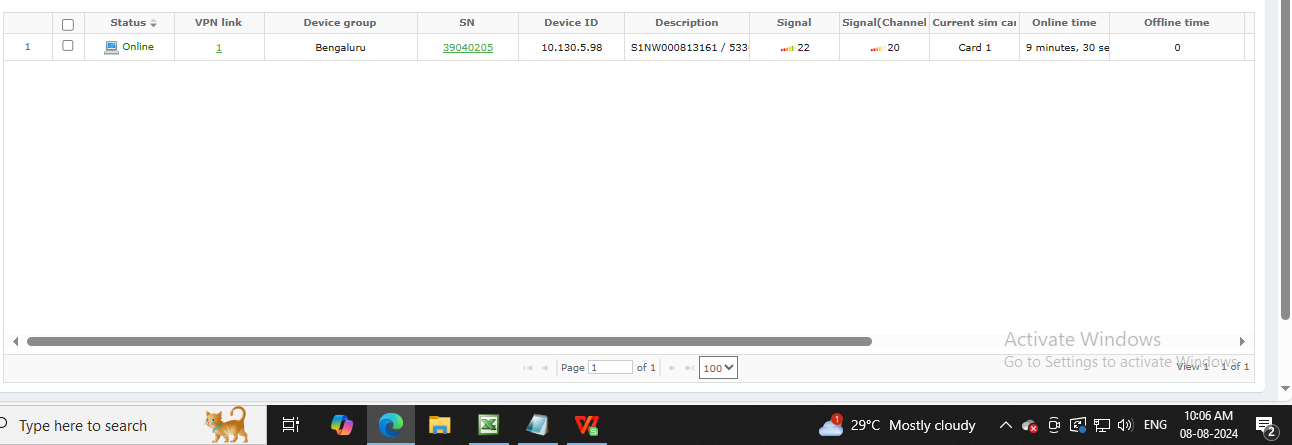 Status VPN link Device group SN Device ID Description Signal Signal(Channel Current sim car Online time Offline time
1 Online 1 Bengaluru 39040205 10.130.5.98 S1NW000813161 / 533 22 20 Card 1 9 minutes, 30 se 0
Activate Windows
Go to Settings to activate Windows.
Page 1 of 1 100 View 1 1 of 1
Type here to search 29°C Mostly cloudy ENG 10:06 AM
08-08-2024 2